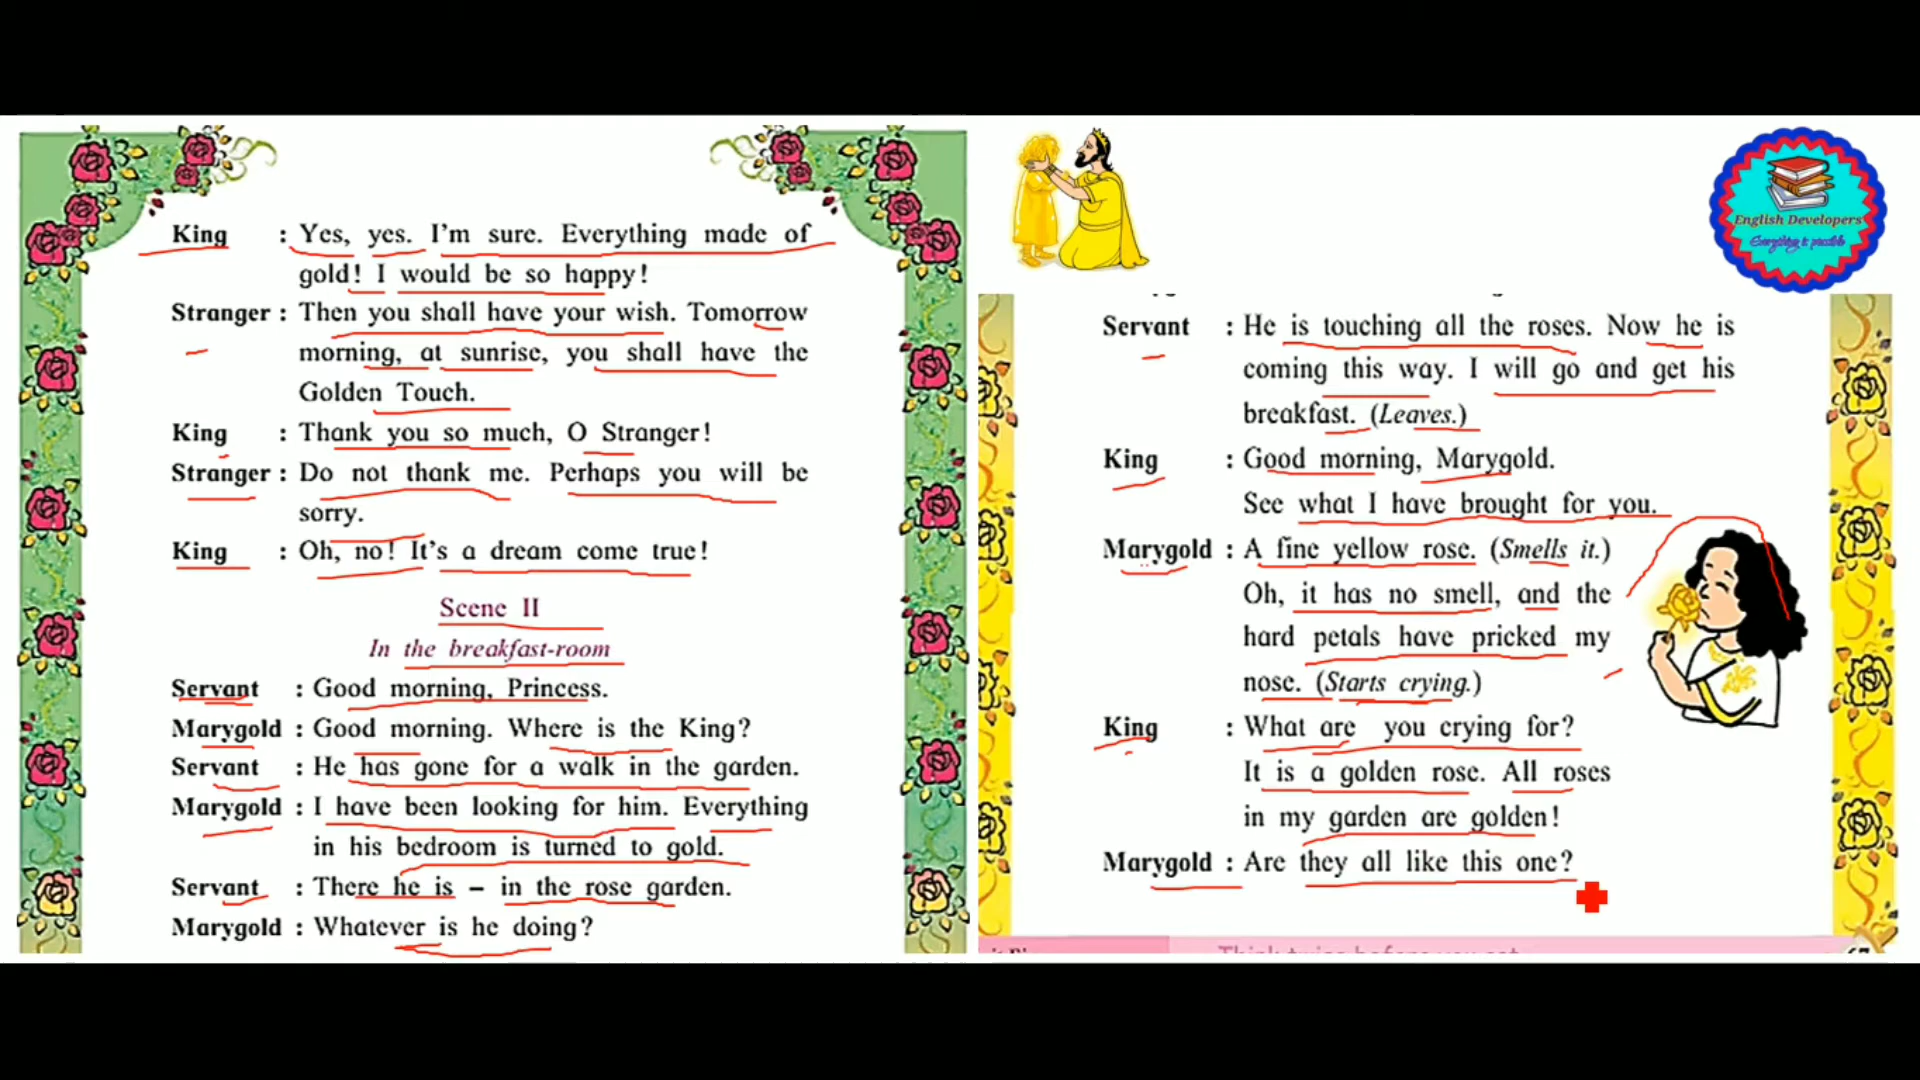 King : Yes, yes. I'm sure. Everything made of
gold! I would be so happy!
Stranger : Then you shall have your wish. Tomorrow
morning, at sunrise, you shall have the
Golden Touch.
King : Thank you so much, O Stranger!
Stranger : Do not thank me. Perhaps you will be
sorry.
King : Oh, no! It's a dream come true!
Scene II
In the breakfast-room
Servant : Good morning, Princess.
Marygold : Good morning. Where is the King?
Servant : He has gone for a walk in the garden.
Marygold : I have been looking for him. Everything
in his bedroom is turned to gold.
Servant : There he is – in the rose garden.
Marygold : Whatever is he doing?
English Developers
Everything is possible
Servant : He is touching all the roses. Now he is
coming this way. I will go and get his
breakfast. (Leaves.)
King : Good morning, Marygold.
See what I have brought for you.
Marygold : A fine yellow rose. (Smells it.)
Oh, it has no smell, and the
hard petals have pricked my
nose. (Starts crying.)
King : What are you crying for?
It is a golden rose. All roses
in my garden are golden!
Marygold : Are they all like this one?
Think twice before you act
67